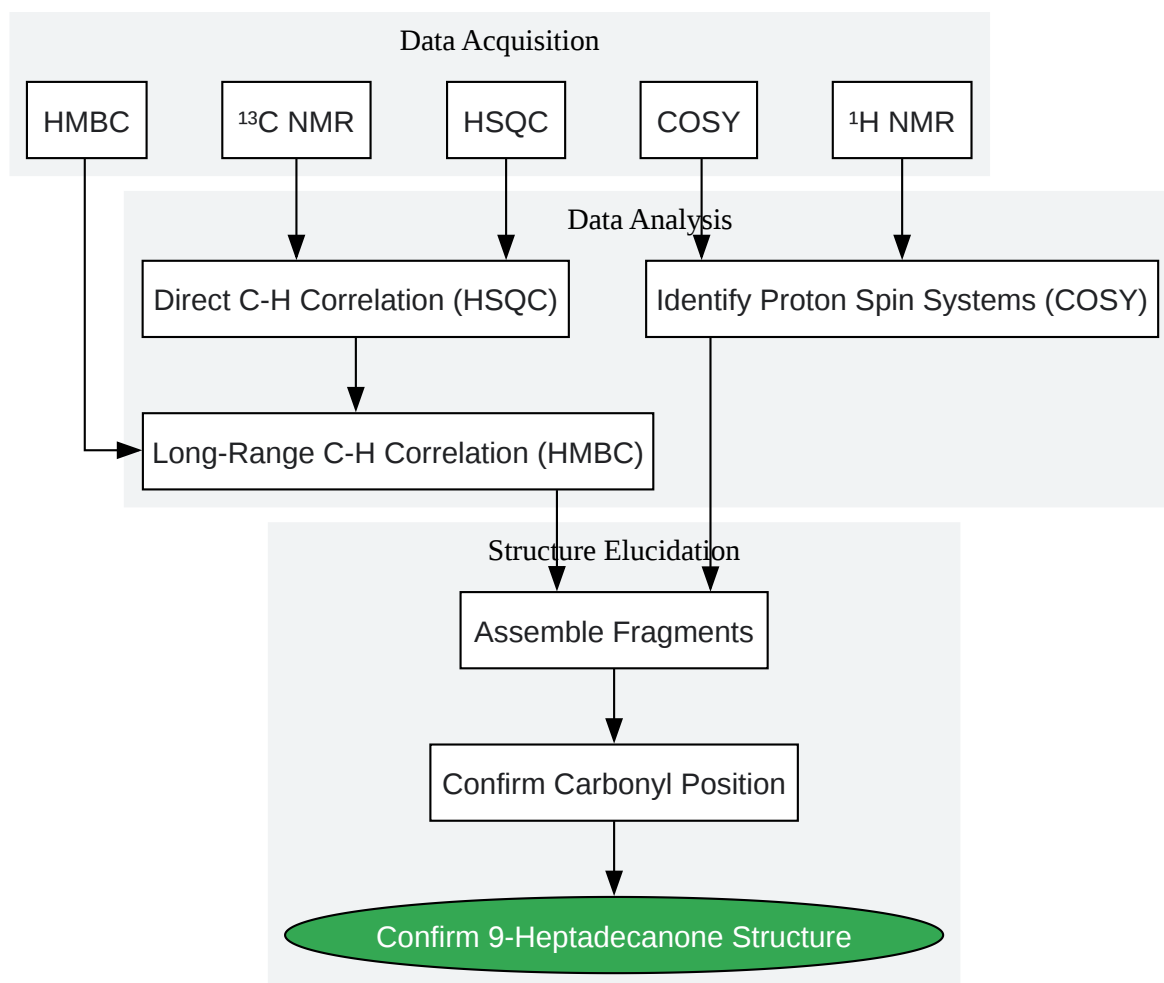 Data Acquisition
HMBC
¹³C NMR
HSQC
COSY
¹H NMR
Data Analysis
Direct C-H Correlation (HSQC)
Identify Proton Spin Systems (COSY)
Long-Range C-H Correlation (HMBC)
Structure Elucidation
Assemble Fragments
Confirm Carbonyl Position
Confirm 9-Heptadecanone Structure